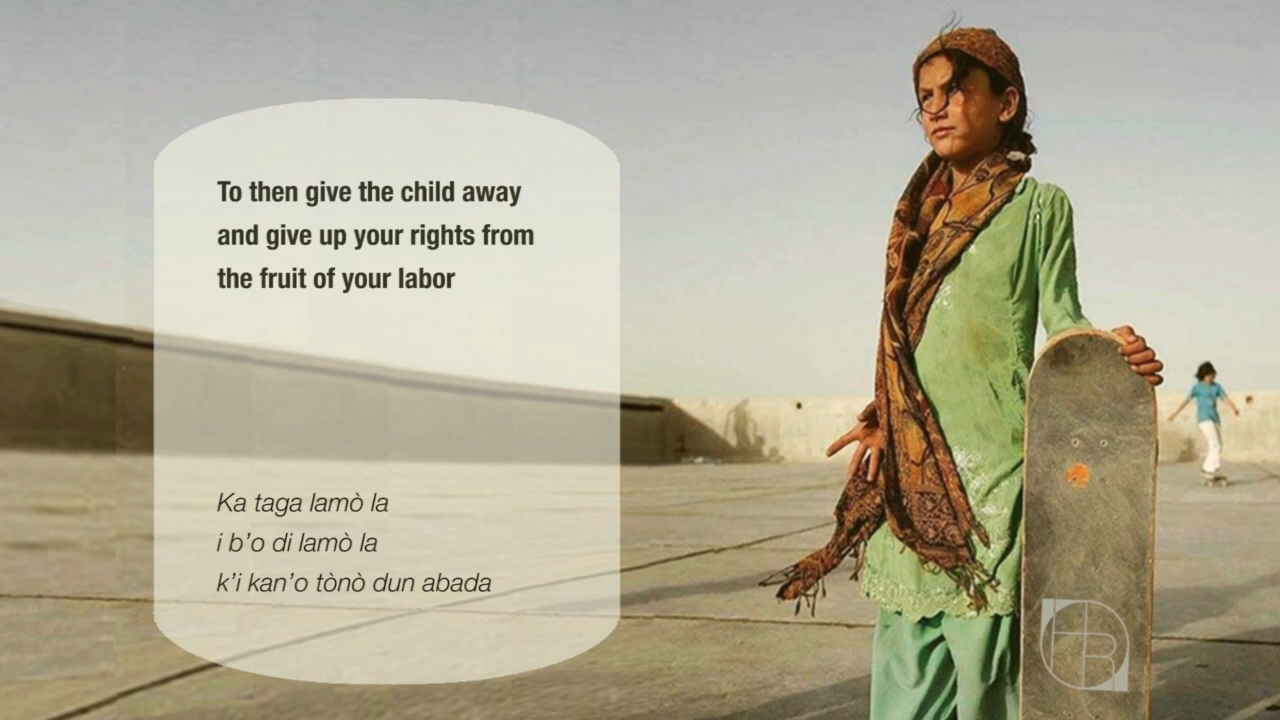 To then give the child away
and give up your rights from
the fruit of your labor
Ka taga lamò la
i b’o di lamò la
k’i kan’o tònò dun abada